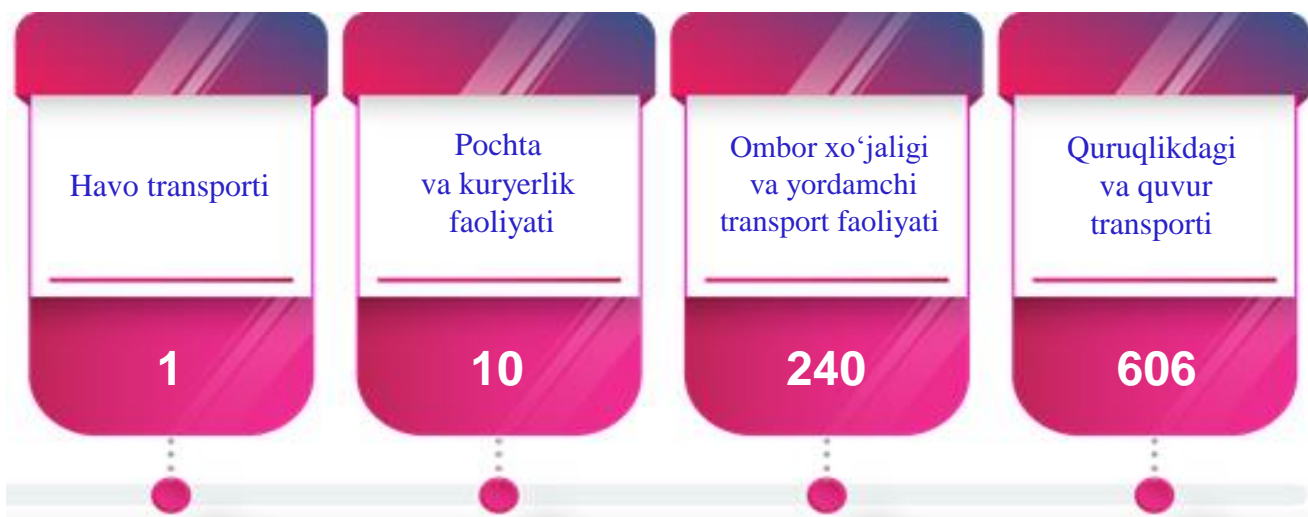 Havo transporti
1
Pochta
va kuryerlik
faoliyati
10
Ombor xo‘jaligi
va yordamchi
transport faoliyati
240
Quruqlikdagi
va quvur
transporti
606